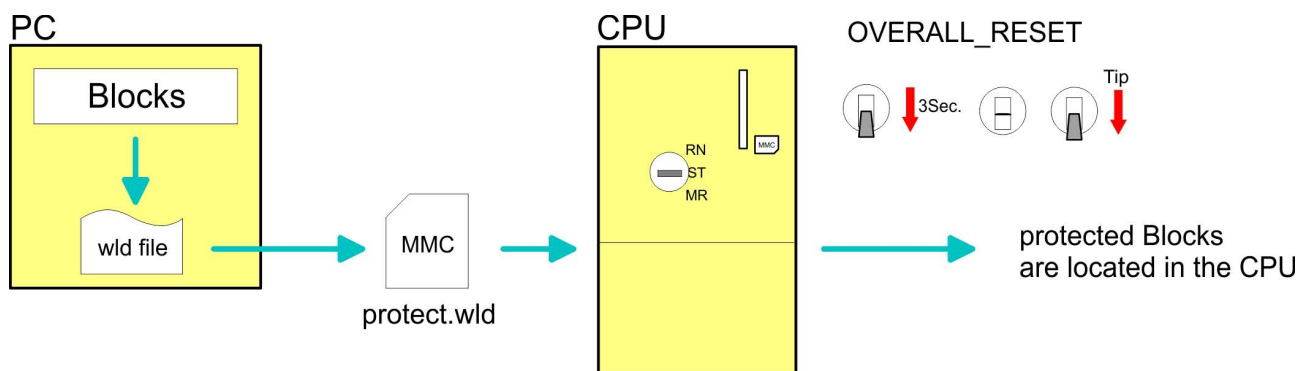 PC
Blocks
wld file
MMC
protect.wld
CPU
MMC
RN
ST
MR
OVERALL_RESET
3Sec.
Tip
protected Blocks
are located in the CPU